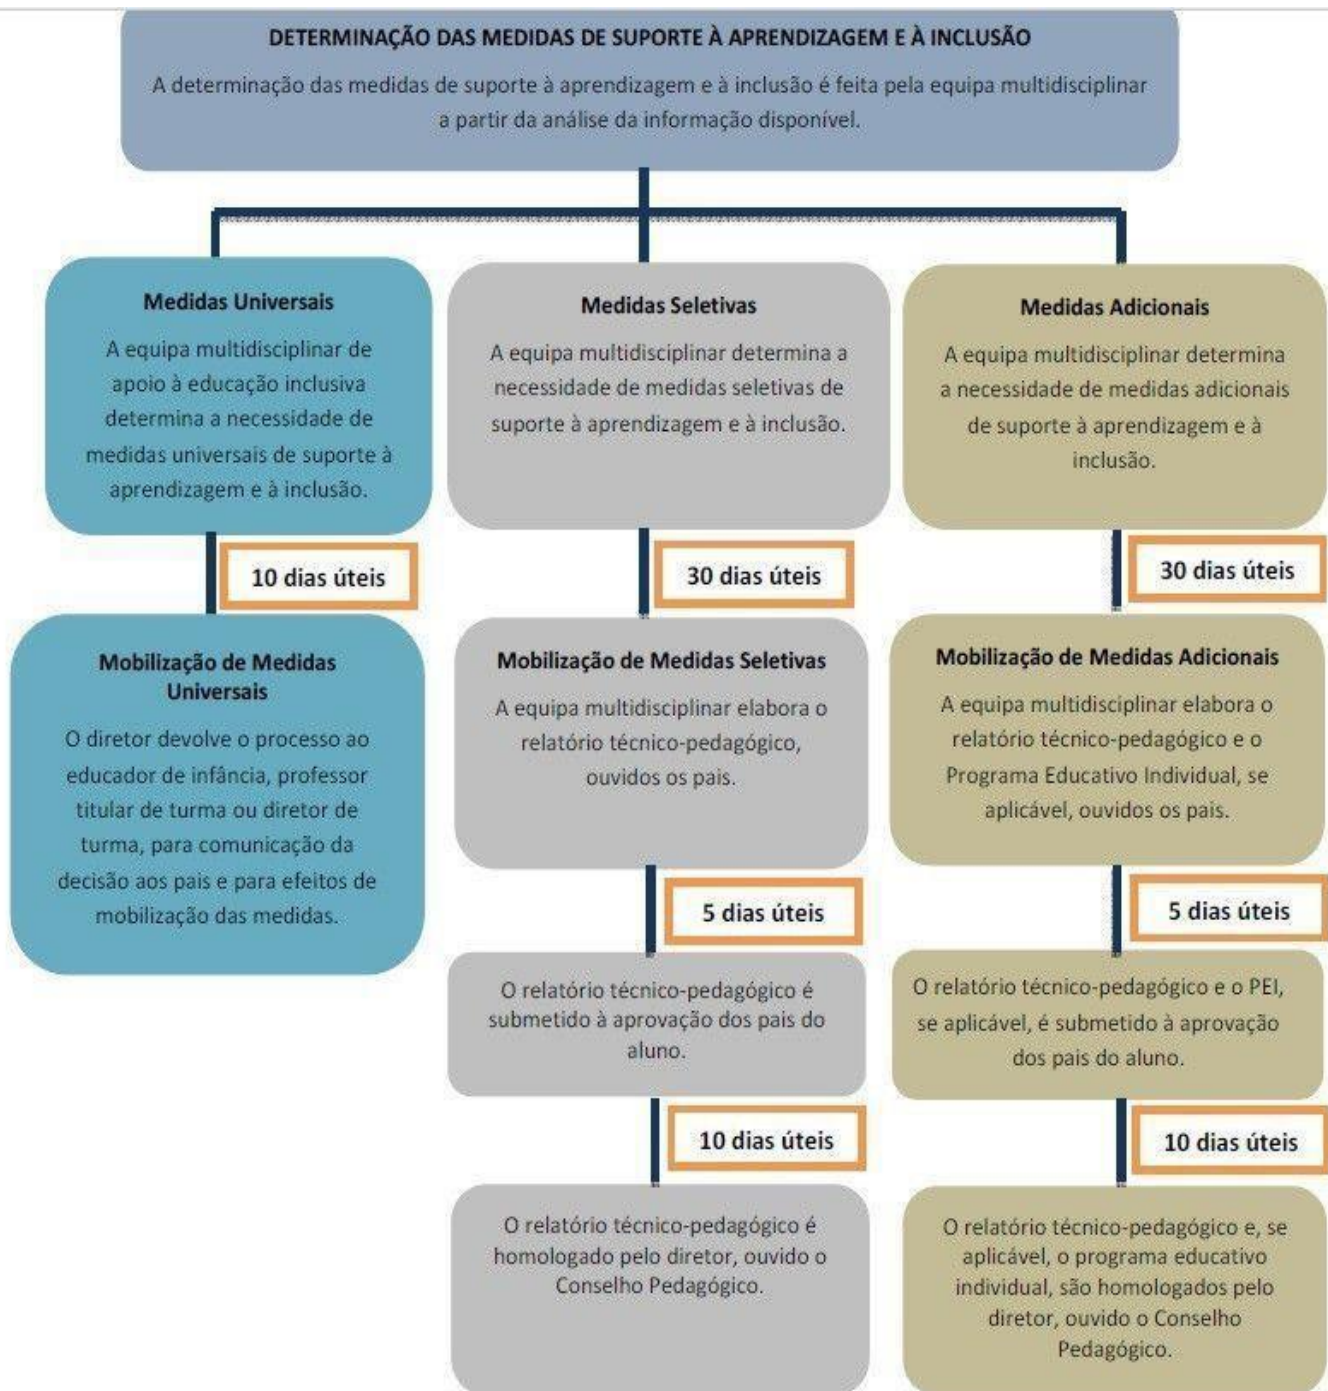 DETERMINAÇÃO DAS MEDIDAS DE SUPORTE À APRENDIZAGEM E À INCLUSÃO
A determinação das medidas de suporte à aprendizagem e à inclusão é feita pela equipa multidisciplinar
a partir da análise da informação disponível.
Medidas Universais
A equipa multidisciplinar de
apoio à educação inclusiva
determina a necessidade de
medidas universais de suporte à
aprendizagem e à inclusão.
10 dias úteis
Mobilização de Medidas
Universais
O diretor devolve o processo ao
educador de infância, professor
titular de turma ou diretor de
turma, para comunicação da
decisão aos pais e para efeitos de
mobilização das medidas.
Medidas Seletivas
A equipa multidisciplinar determina a
necessidade de medidas seletivas de
suporte à aprendizagem e à inclusão.
30 dias úteis
Mobilização de Medidas Seletivas
A equipa multidisciplinar elabora o
relatório técnico-pedagógico,
ouvidos os pais.
5 dias úteis
O relatório técnico-pedagógico é
submetido à aprovação dos pais do
aluno.
10 dias úteis
O relatório técnico-pedagógico é
homologado pelo diretor, ouvido o
Conselho Pedagógico.
Medidas Adicionais
A equipa multidisciplinar determina
a necessidade de medidas adicionais
de suporte à aprendizagem e à
inclusão.
30 dias úteis
Mobilização de Medidas Adicionais
A equipa multidisciplinar elabora o
relatório técnico-pedagógico e o
Programa Educativo Individual, se
aplicável, ouvidos os pais.
5 dias úteis
O relatório técnico-pedagógico e o PEI,
se aplicável, é submetido à aprovação
dos pais do aluno.
10 dias úteis
O relatório técnico-pedagógico e, se
aplicável, o programa educativo
individual, são homologados pelo
diretor, ouvido o Conselho
Pedagógico.